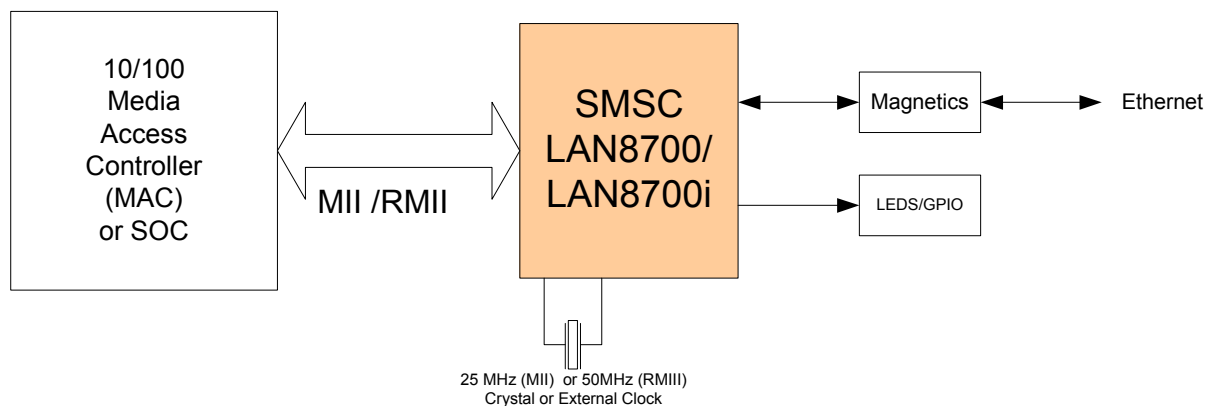 10/100
Media
Access
Controller
(MAC)
or SOC
MII /RMII
SMSC
LAN8700/
LAN8700i
Magnetics
Ethernet
LEDS/GPIO
25 MHz (MII) or 50MHz (RMIII)
Crystal or External Clock